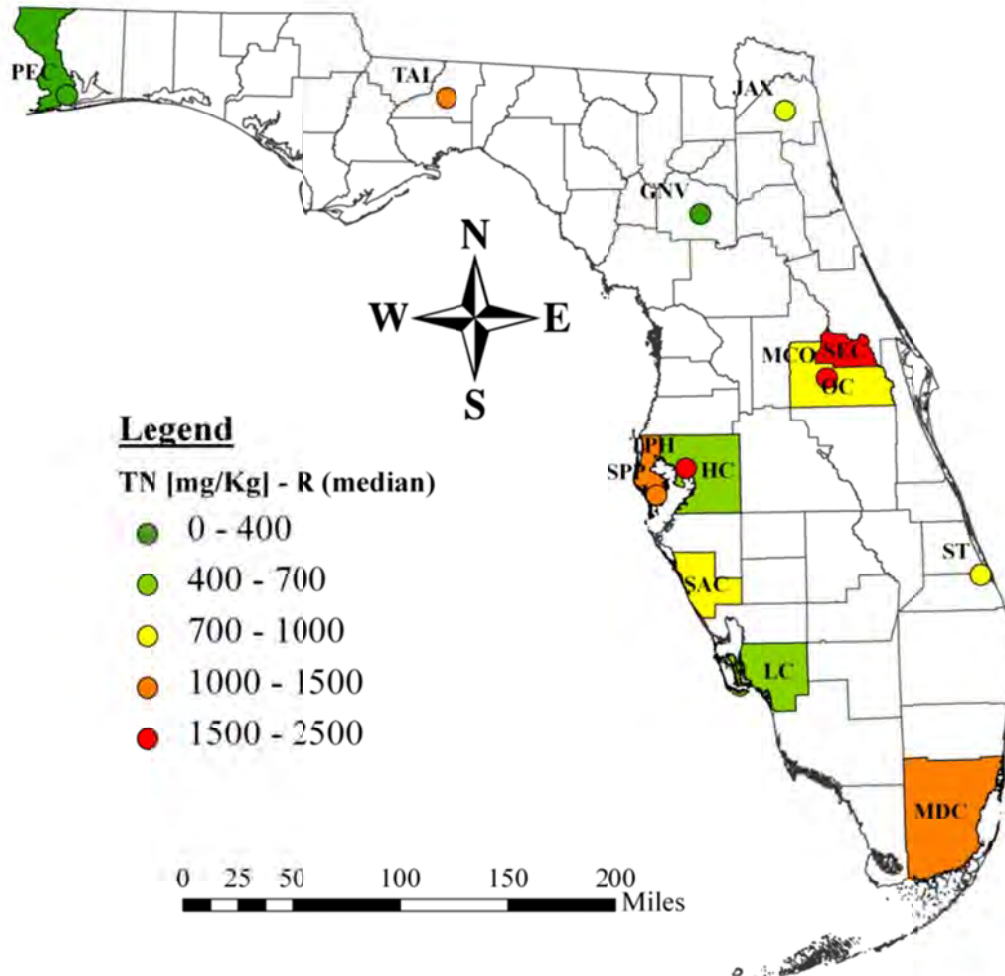 PEC
TAL
JAX
GNV
N
W E
S
MCO SEC
OC
TPH
SPP HC
ST
SAC
LC
MDC
Legend
TN [mg/Kg] - R (median)
0 - 400
400 - 700
700 - 1000
1000 - 1500
1500 - 2500
0 25 50 100 150 200
Miles